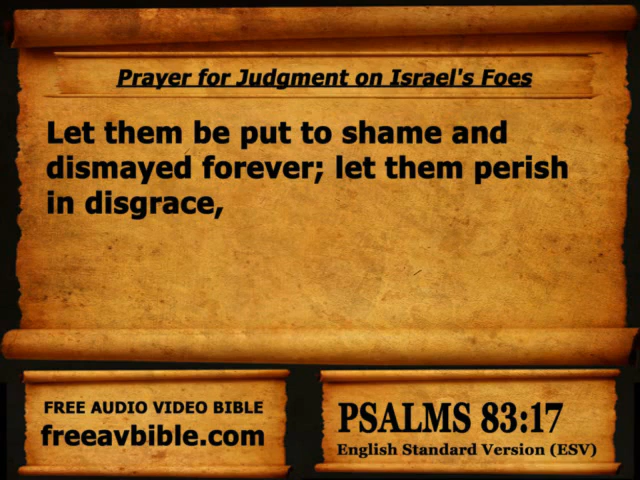 Prayer for Judgment on Israel's Foes
Let them be put to shame and
dismayed forever; let them perish
in disgrace,
FREE AUDIO VIDEO BIBLE
freeavbible.com
PSALMS 83:17
English Standard Version (ESV)